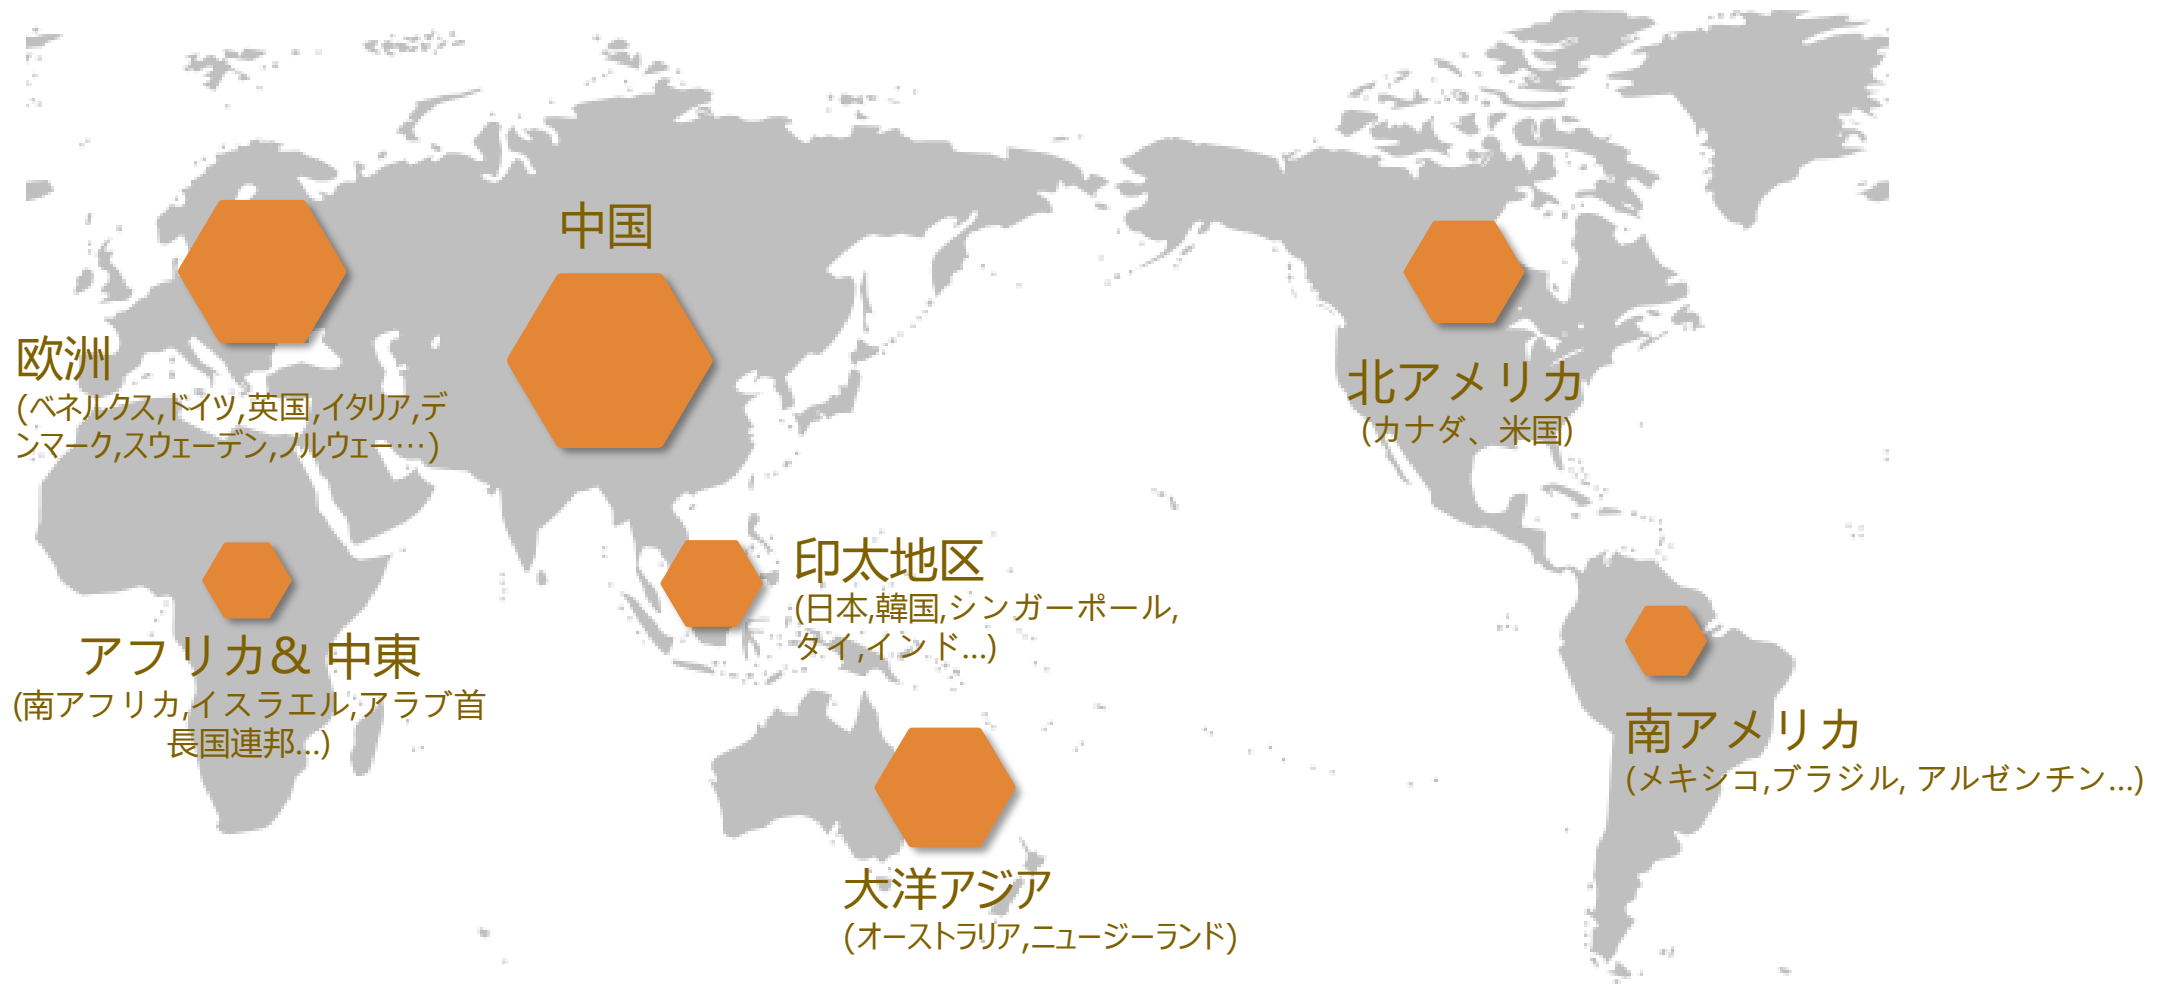 中国
欧洲
(ベネルクス,ドイツ,英国,イタリア,デ
ンマーク,スウェーデン,ノルウェー…)
北アメリカ
(カナダ、米国)
印太地区
(日本,韓国,シンガーポール,
タイ,インド...)
アフリカ& 中東
(南アフリカ,イスラエル,アラブ首
長国連邦...)
南アメリカ
(メキシコ,ブラジル, アルゼンチン...)
大洋アジア
(オーストラリア,ニュージーランド)